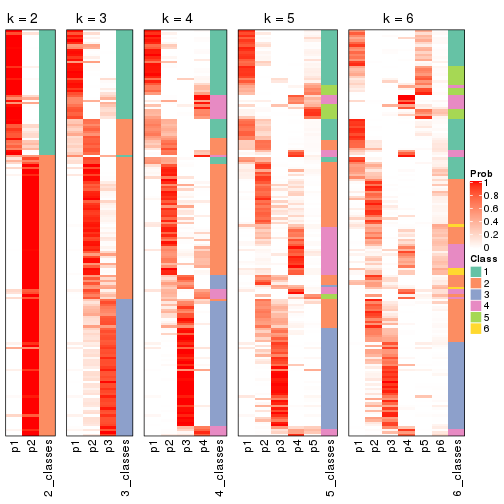 k = 2
k = 3
k = 4
k = 5
k = 6
Prob
1
0.8
0.6
0.4
0.2
0
Class
1
2
3
4
5
6
p1
p2
2_classes
p1
p2
p3
3_classes
p1
p2
p3
p4
4_classes
p1
p2
p3
p4
p5
5_classes
p1
p2
p3
p4
p5
p6
6_classes